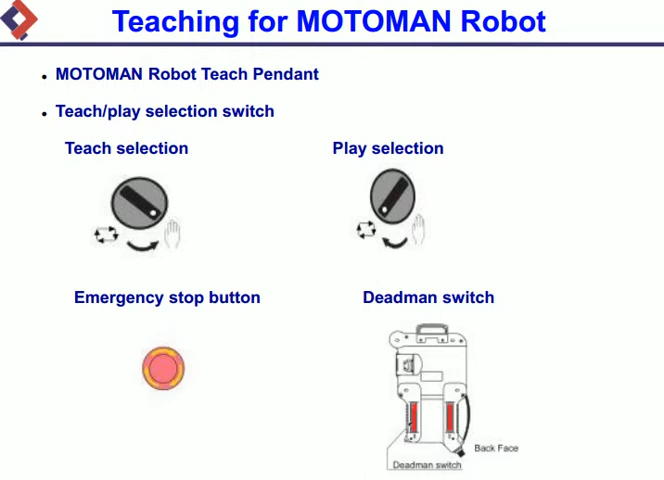 Teaching for MOTOMAN Robot
MOTOMAN Robot Teach Pendant
Teach/play selection switch
Teach selection
Play selection
Emergency stop button
Deadman switch
Back Face
Deadman switch